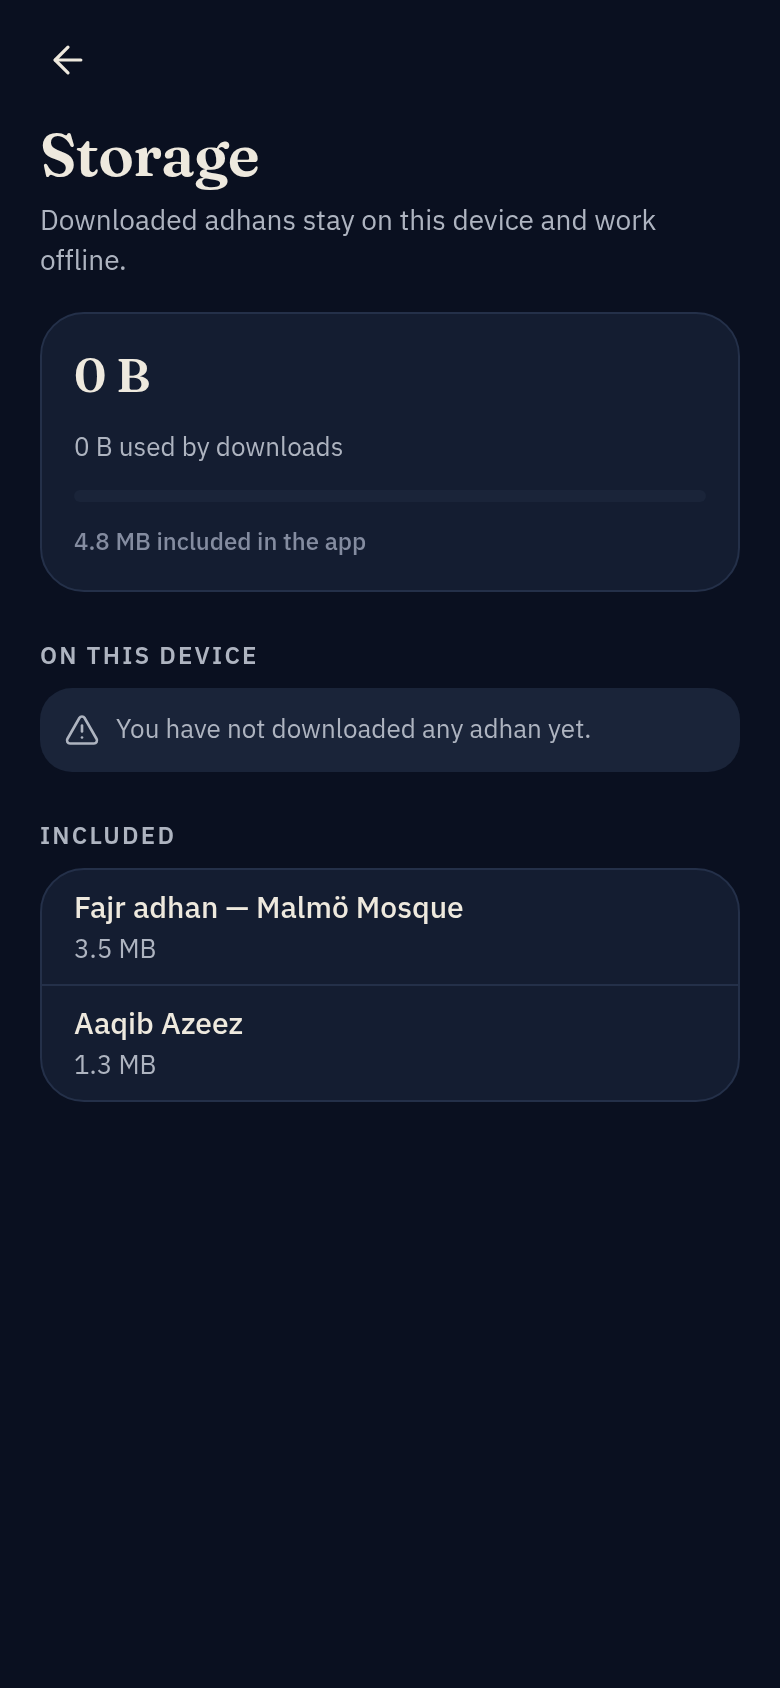 Storage
Downloaded adhans stay on this device and work
offline.
0 B
0 B used by downloads
4.8 MB included in the app
ON THIS DEVICE
You have not downloaded any adhan yet.
INCLUDED
Fajr adhan — Malmö Mosque
3.5 MB
Aaqib Azeez
1.3 MB